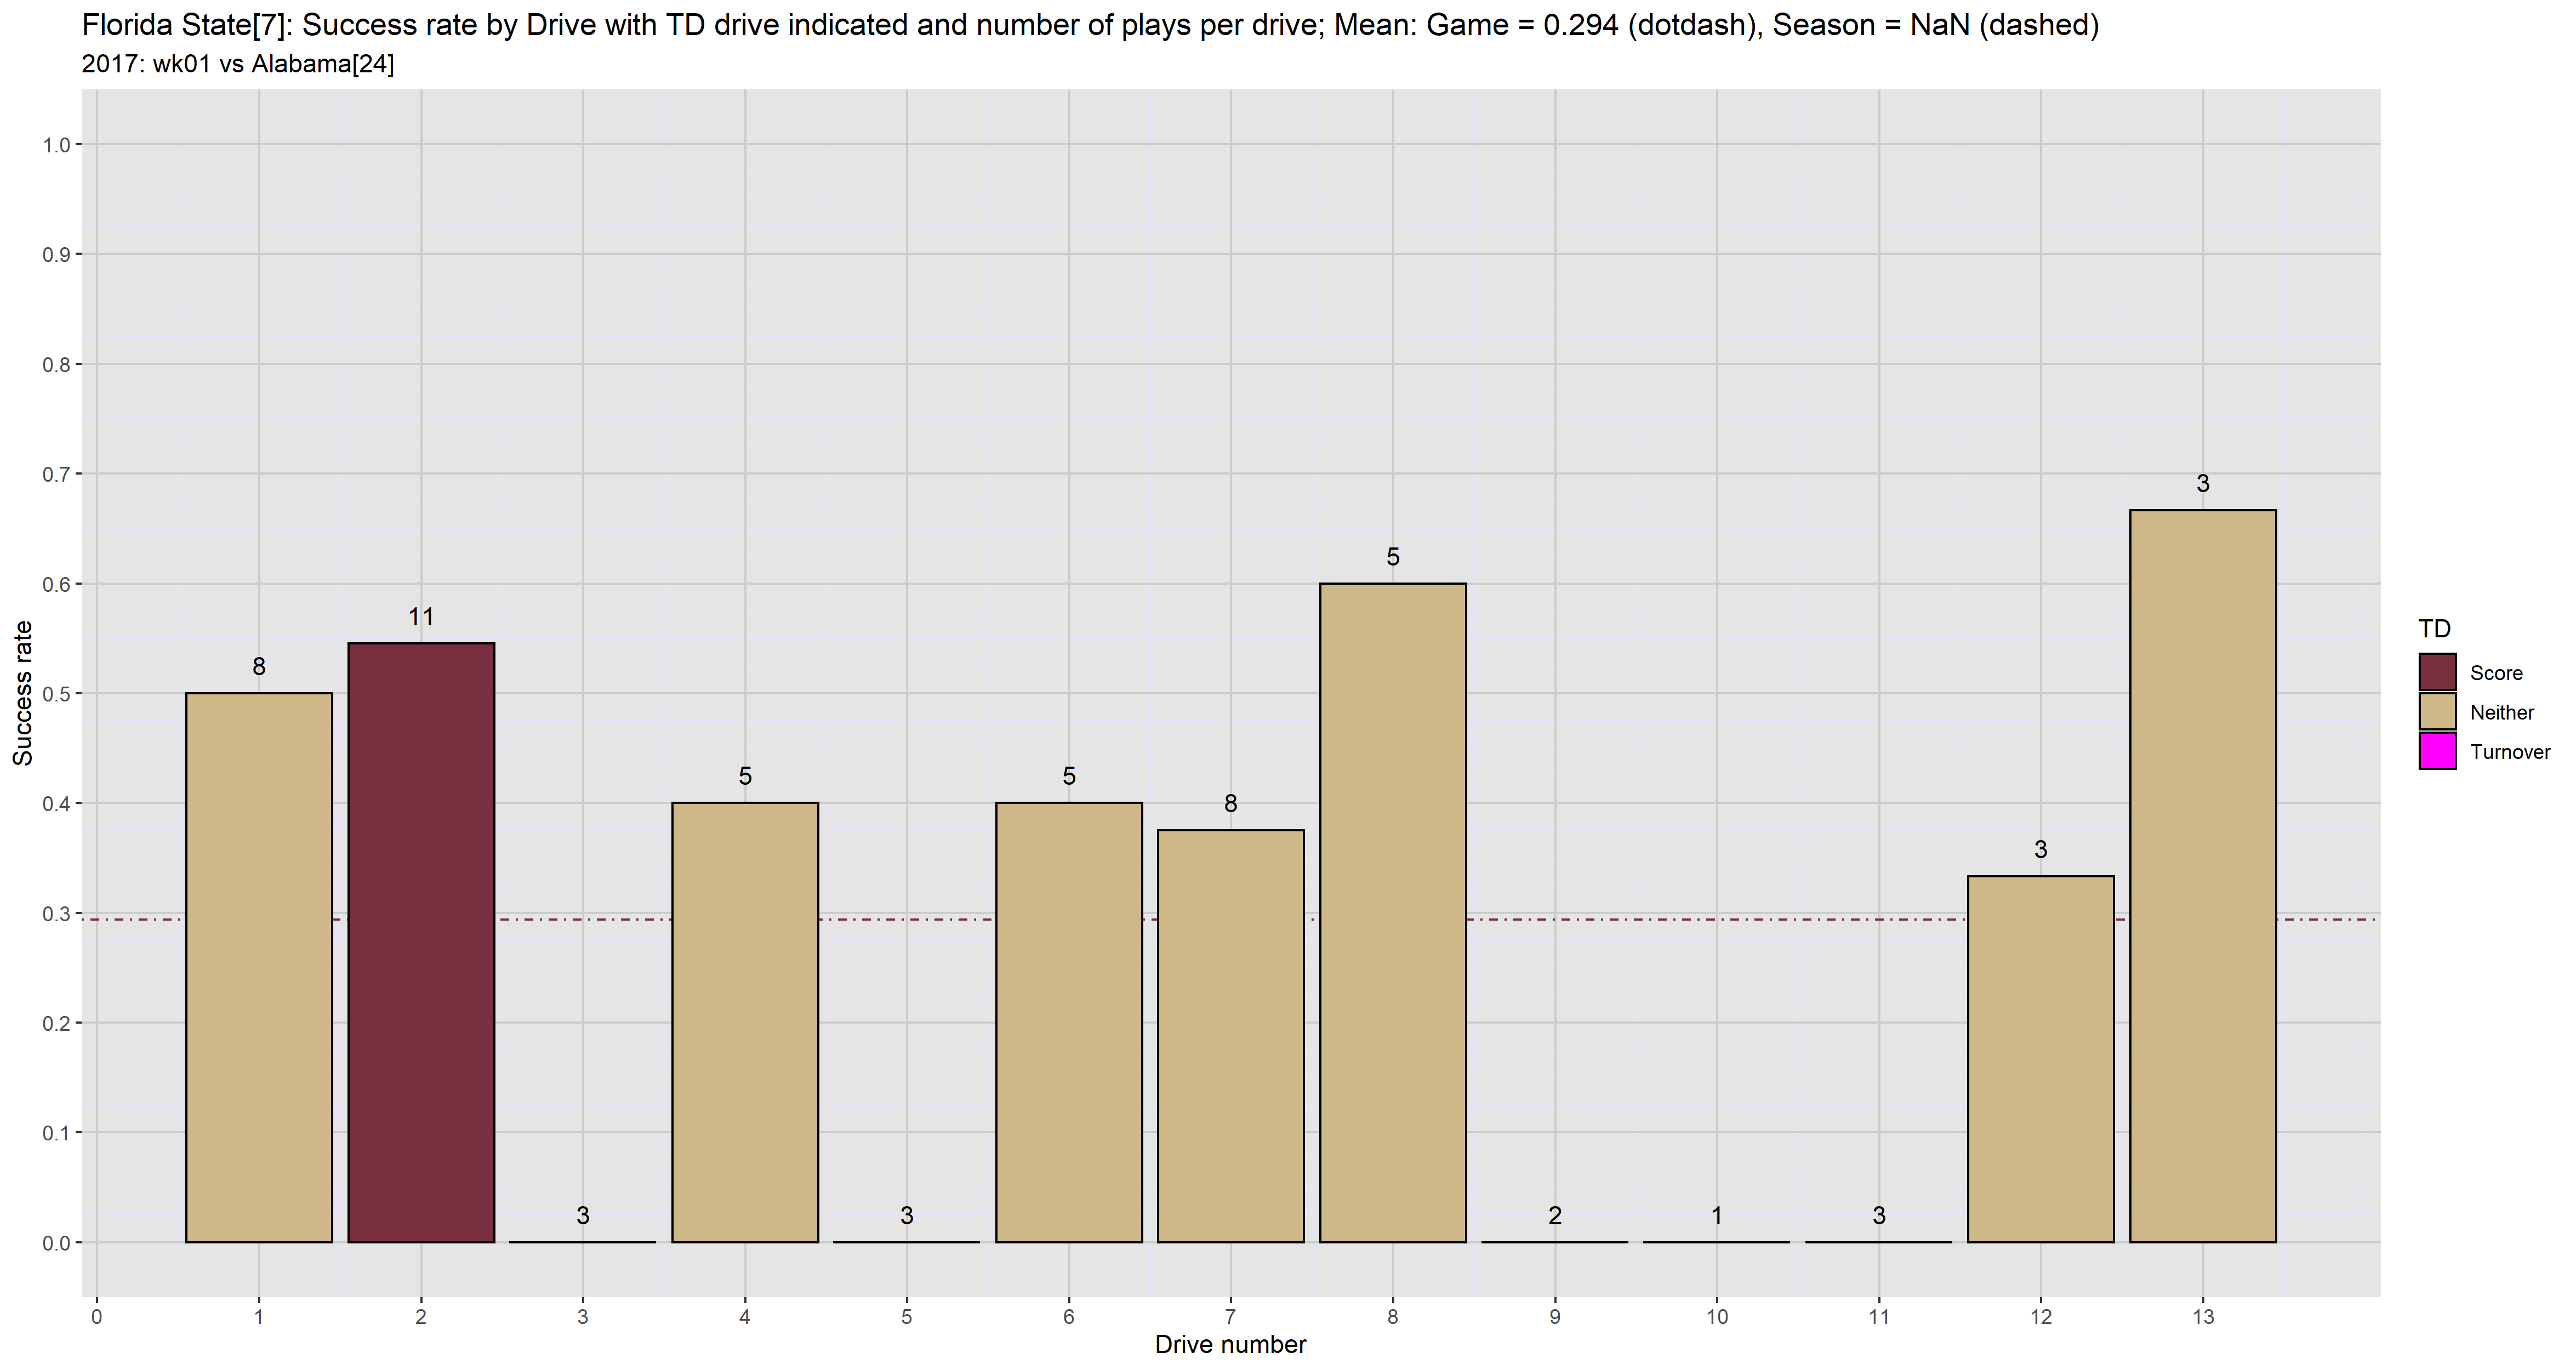 Florida State[7]: Success rate by Drive with TD drive indicated and number of plays per drive; Mean: Game = 0.294 (dotdash), Season = NaN (dashed)
2017: wk01 vs Alabama[24]
1.0
0.9
0.8
0.7
0.6
0.5
0.4
0.3
0.2
0.1
0.0
Success rate
8
11
3
5
3
5
8
5
2
1
3
3
3
0 1 2 3 4 5 6 7 8 9 10 11 12 13
Drive number
TD
Score
Neither
Turnover